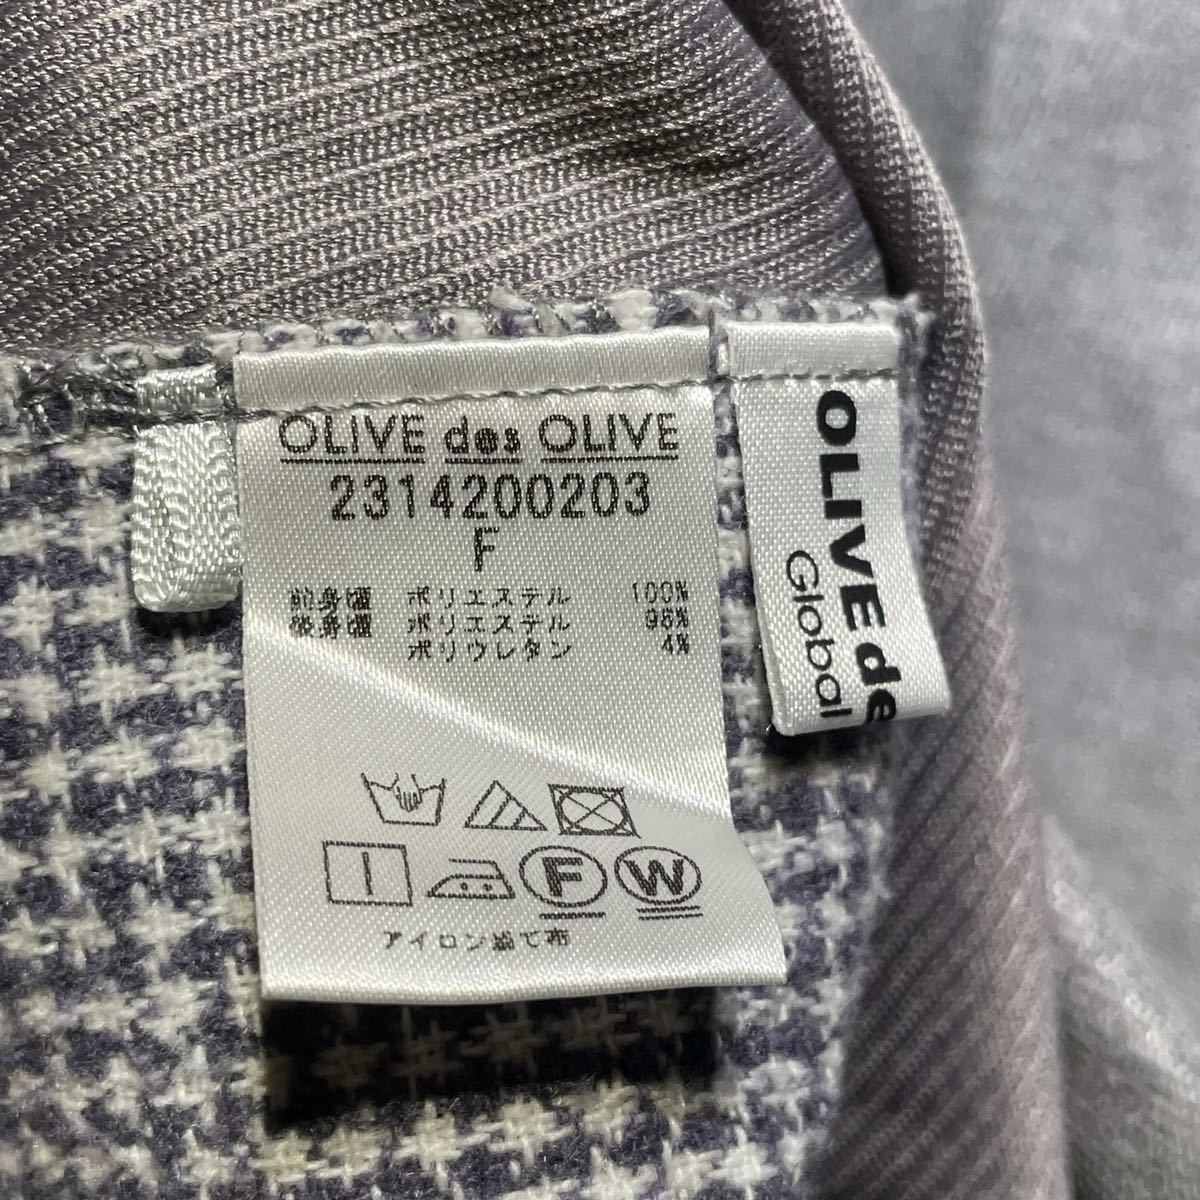 OLIVE des OLIVE
2314200203
F
前身頃 ポリエステル 100%
後身頃 ポリエステル 96%
ポリウレタン 4%
F W
アイロン当て布
OLIVE de
Global